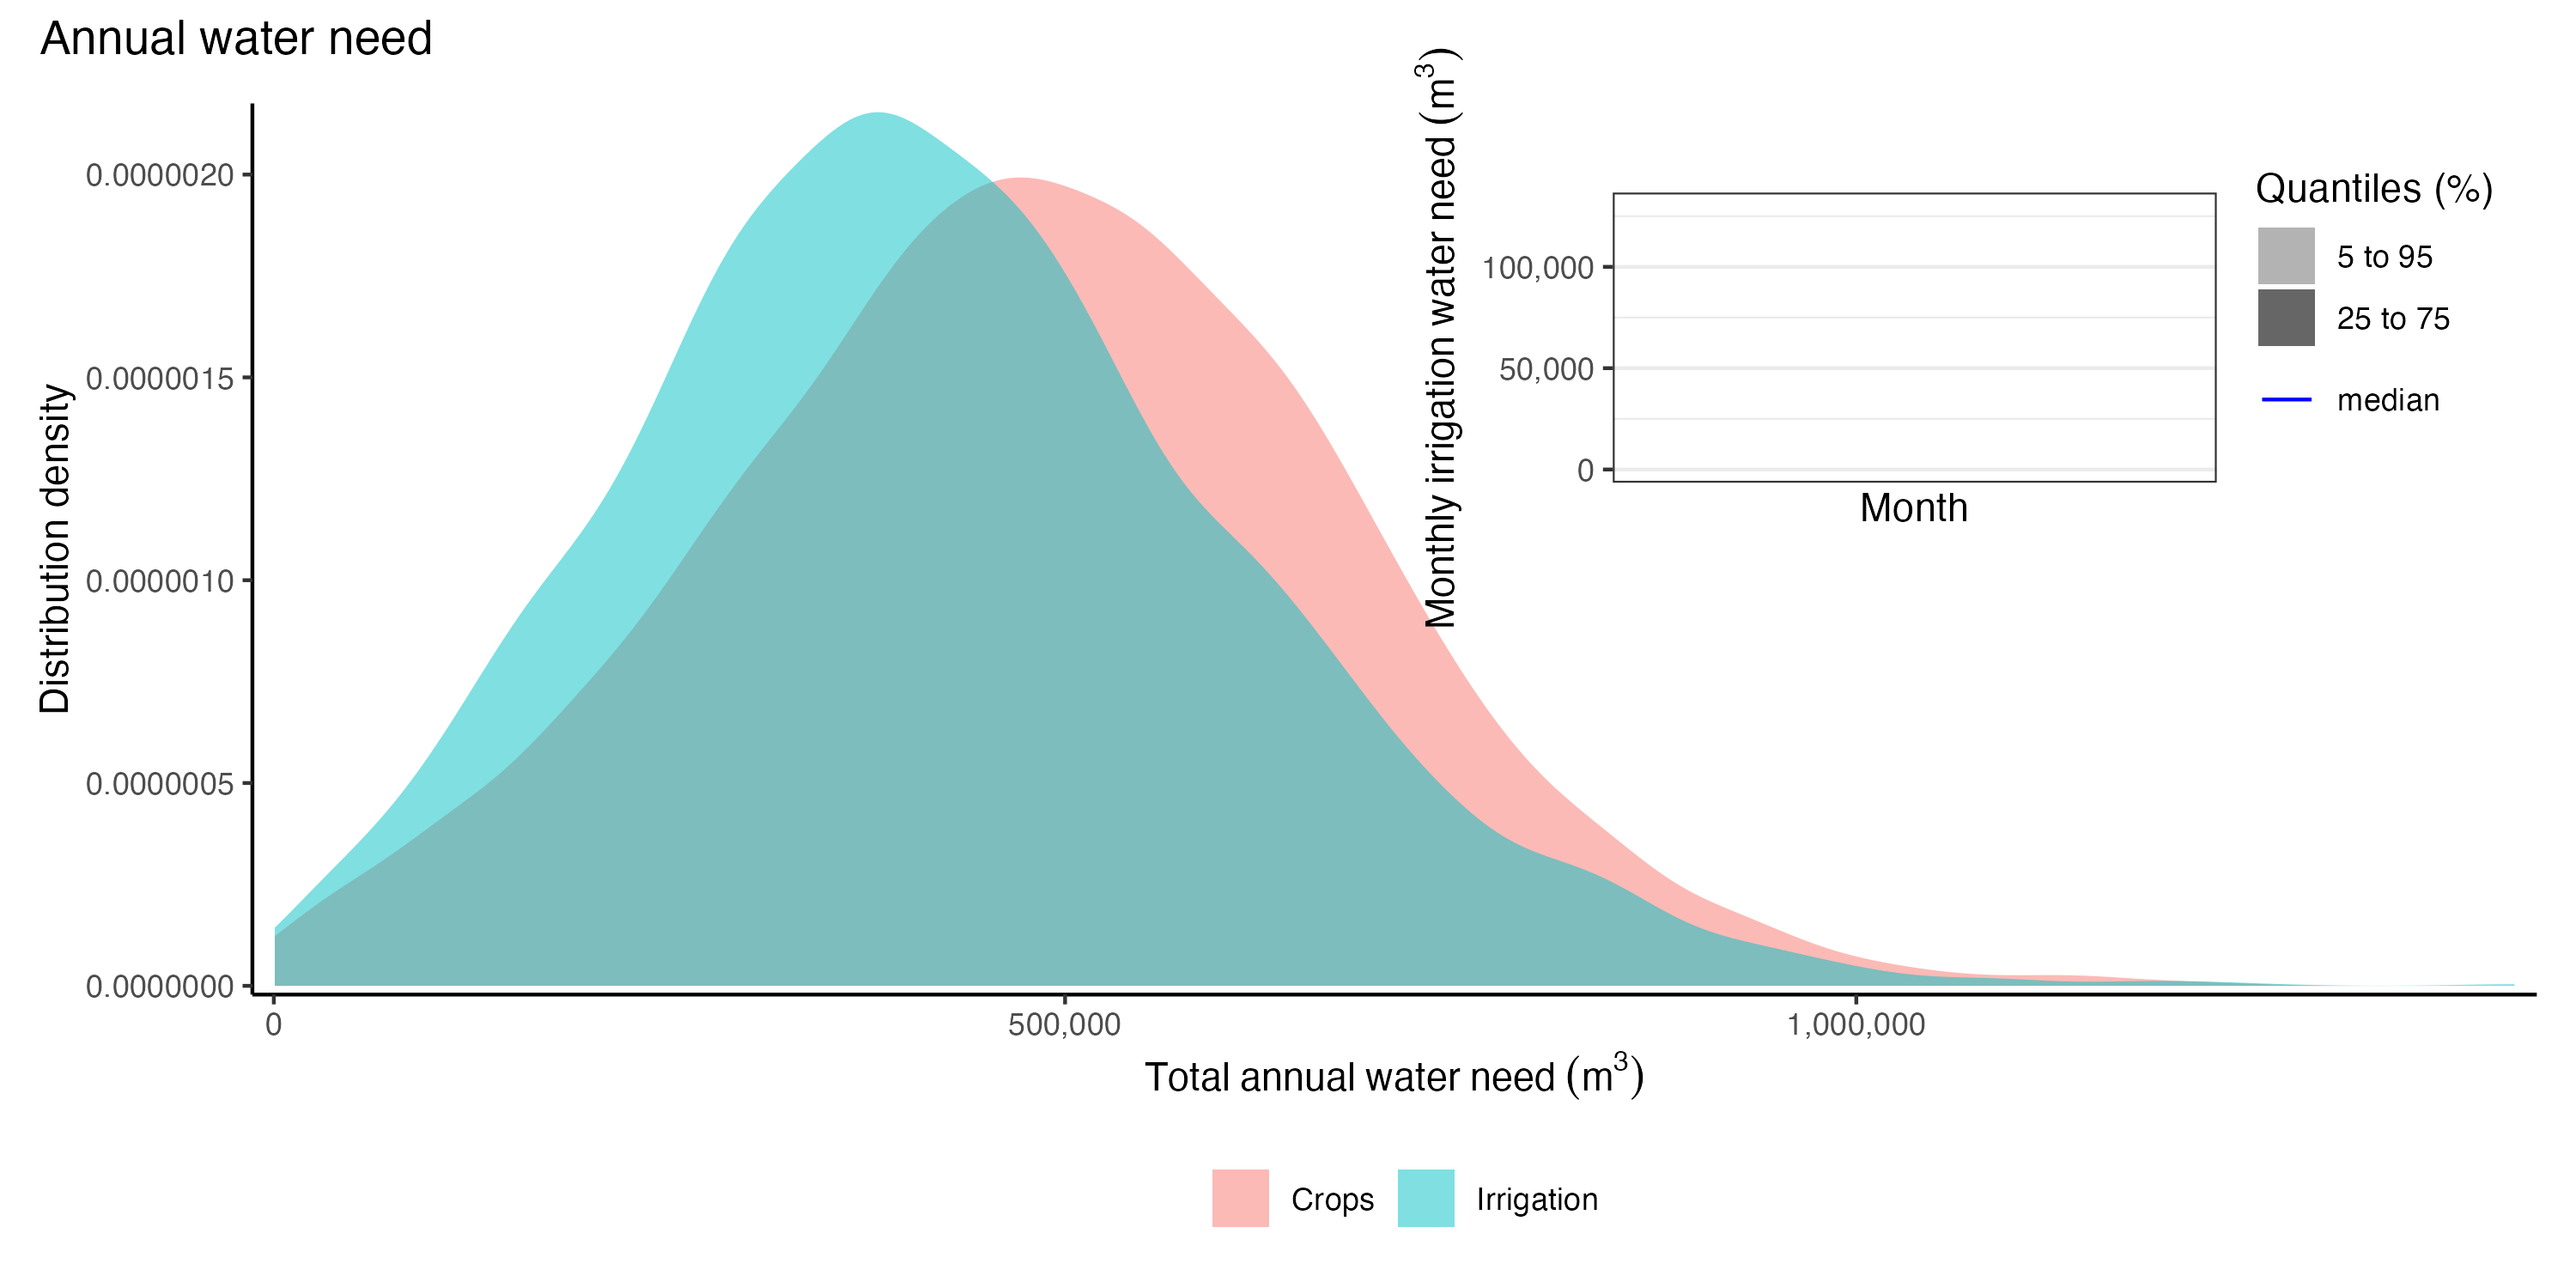 Annual water need
Distribution density
0.0000020
0.0000015
0.0000010
0.0000005
0.0000000
0
500,000
1,000,000
Total annual water need (m³)
Monthly irrigation water need (m³)
100,000
50,000
0
Month
Quantiles (%)
5 to 95
25 to 75
median
Crops
Irrigation